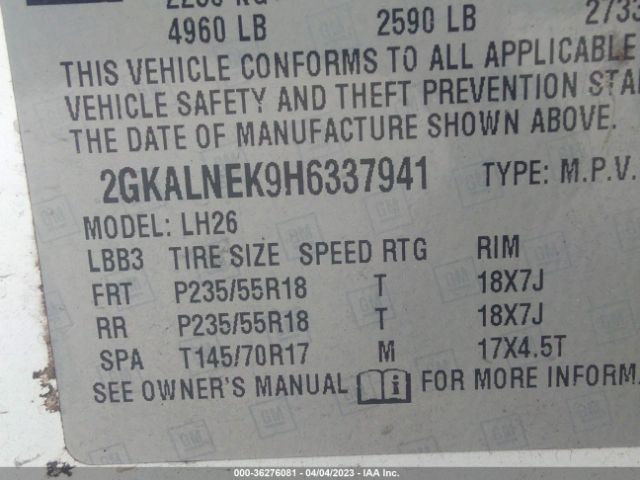 4960 LB 2590 LB
THIS VEHICLE CONFORMS TO ALL APPLICABLE
VEHICLE SAFETY AND THEFT PREVENTION STA
THE DATE OF MANUFACTURE SHOWN ABOVE.
2GKALNEK9H6337941 TYPE: M.P.V.
MODEL: LH26
LBB3 TIRE SIZE SPEED RTG RIM
FRT P235/55R18 T 18X7J
RR P235/55R18 T 18X7J
SPA T145/70R17 M 17X4.5T
SEE OWNER'S MANUAL i FOR MORE INFORM
000-36276081 - 04/04/2023 - IAA Inc.